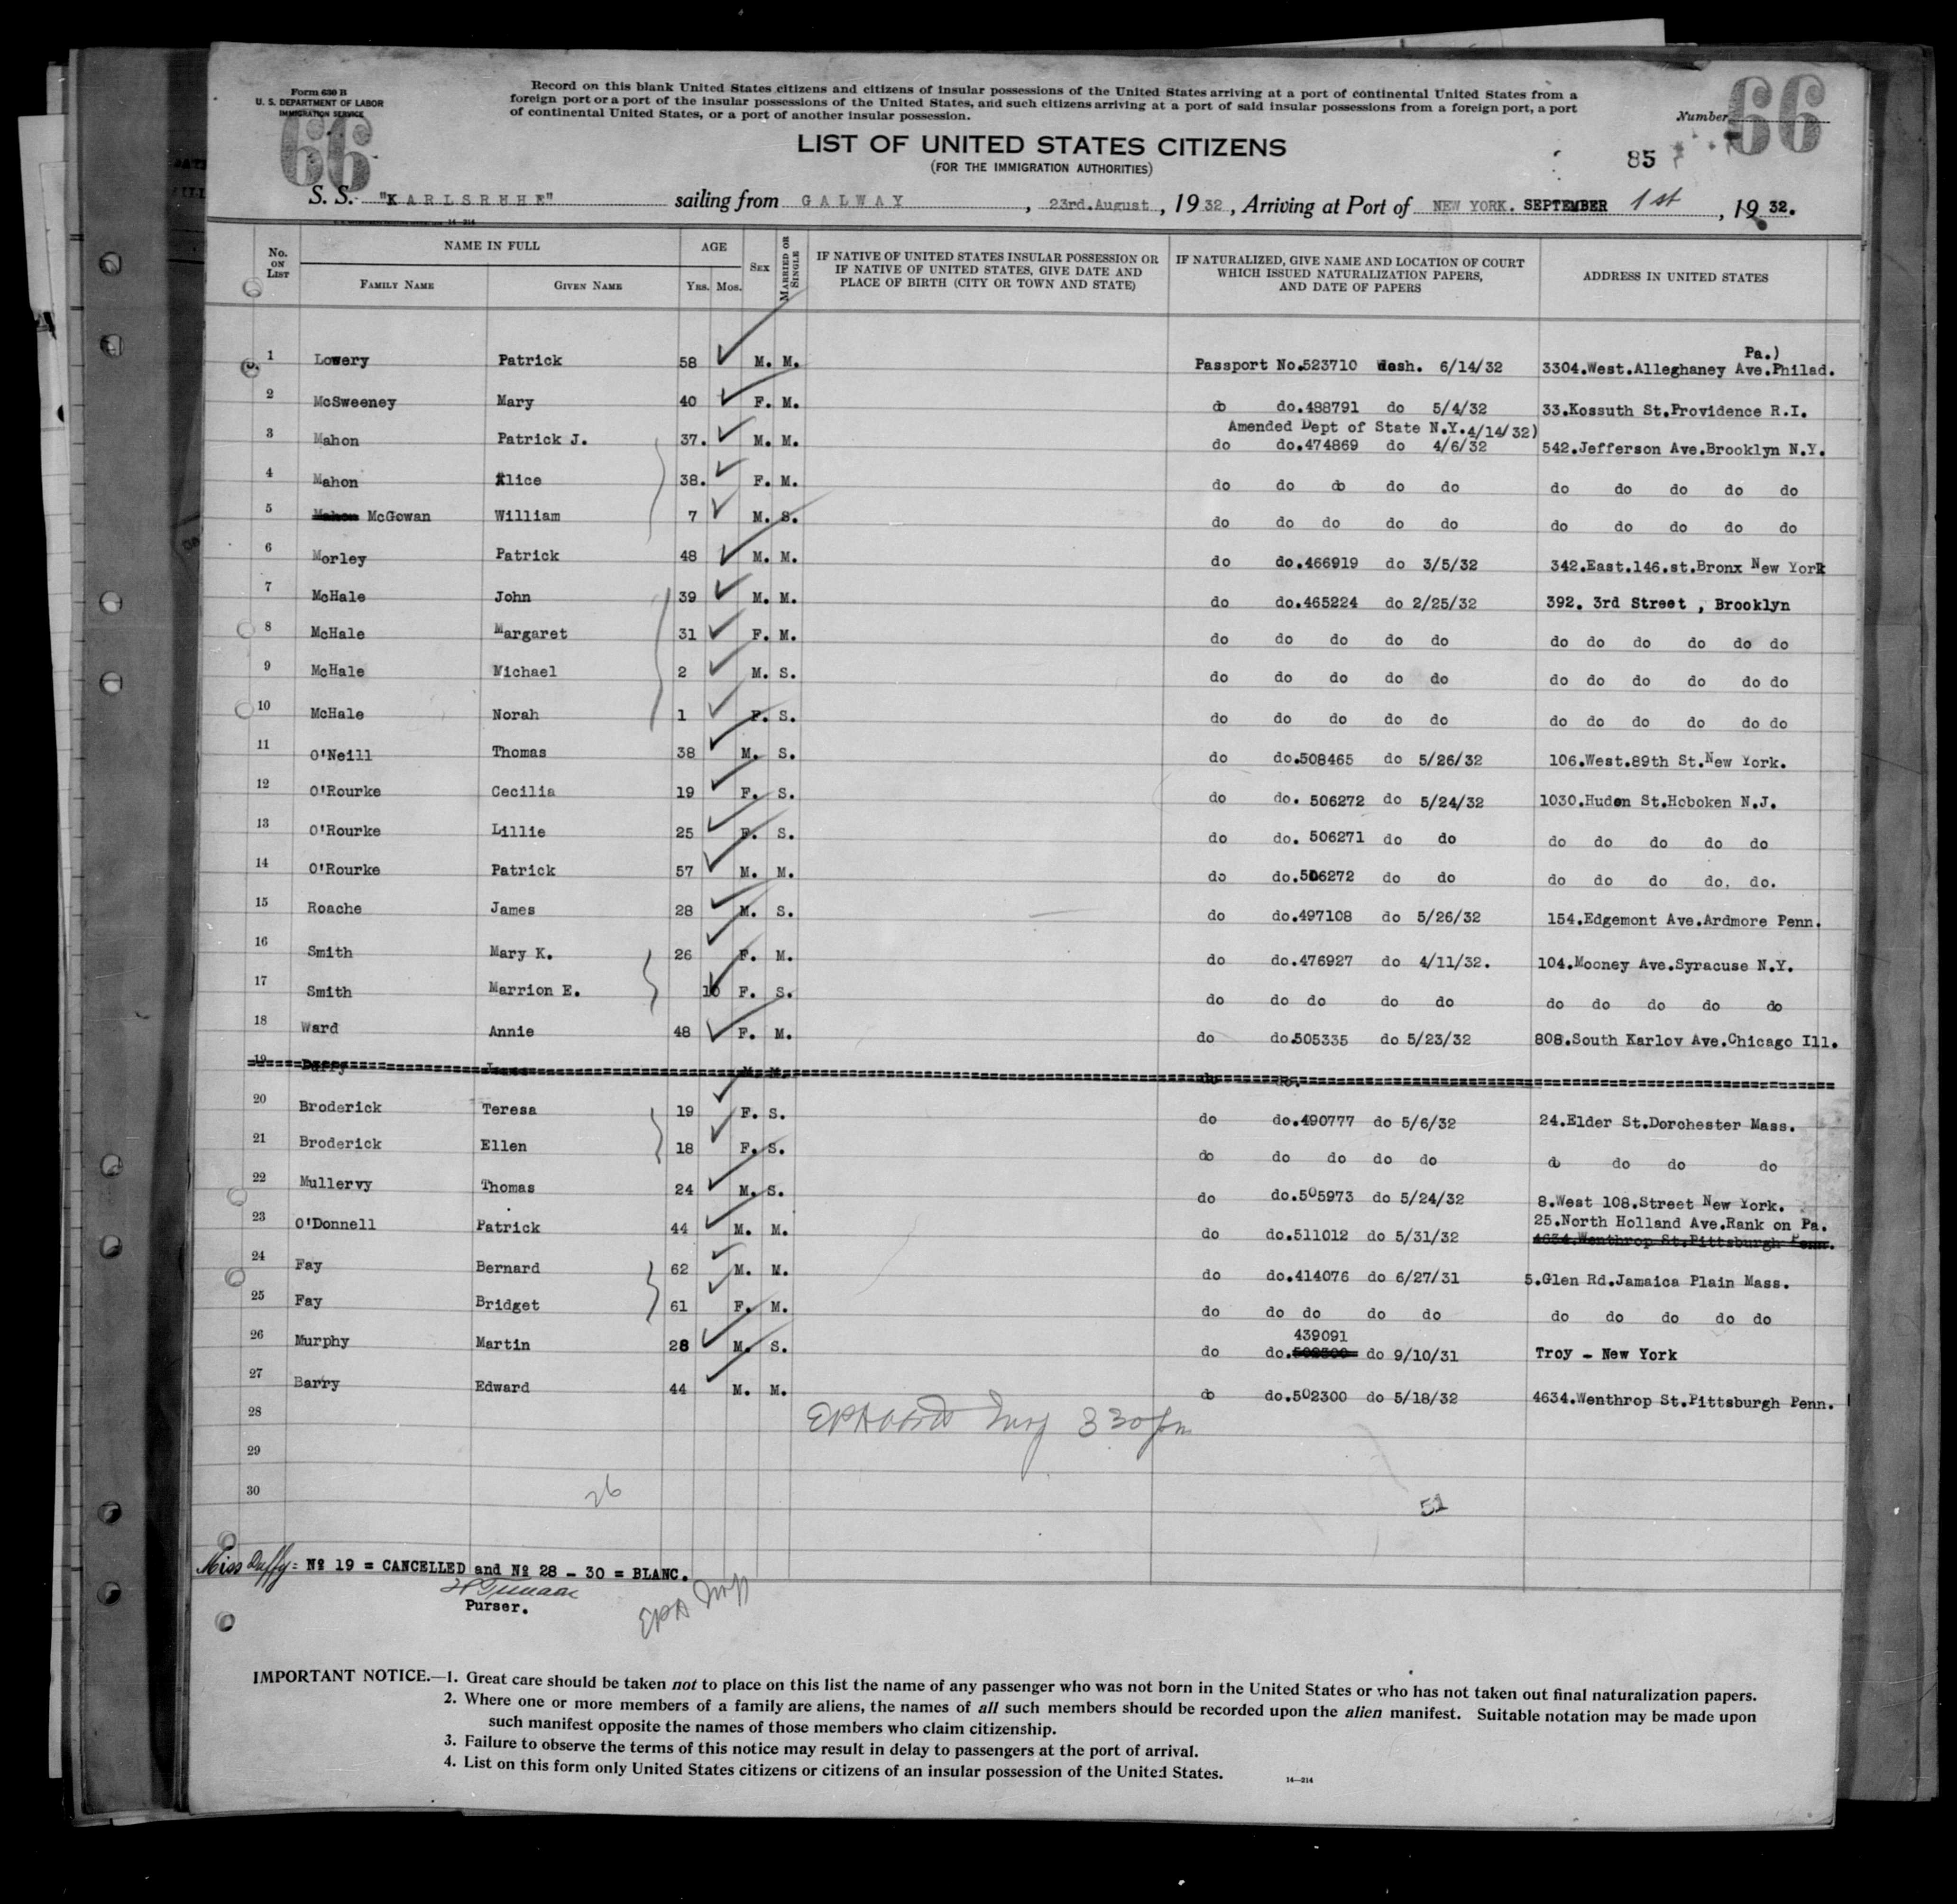 Form 630 B
U. S. DEPARTMENT OF LABOR
IMMIGRATION SERVICE
66
Record on this blank United States citizens and citizens of insular possessions of the United States arriving at a port of continental United States from a
foreign port or a port of the insular possessions of the United States, and such citizens arriving at a port of said insular possessions from a foreign port, a port
of continental United States, or a port of another insular possession.
Number 66
LIST OF UNITED STATES CITIZENS
(FOR THE IMMIGRATION AUTHORITIES)
85
S. S. "KARLSRUHE" sailing from GALWAY, 23rd.August, 1932, Arriving at Port of NEW YORK. SEPTEMBER 1st, 1932.
14-214
No. ON LIST NAME IN FULL FAMILY NAME GIVEN NAME AGE YRS. MOS. SEX MARRIED OR SINGLE IF NATIVE OF UNITED STATES INSULAR POSSESSION OR IF NATIVE OF UNITED STATES, GIVE DATE AND PLACE OF BIRTH (CITY OR TOWN AND STATE) IF NATURALIZED, GIVE NAME AND LOCATION OF COURT WHICH ISSUED NATURALIZATION PAPERS, AND DATE OF PAPERS ADDRESS IN UNITED STATES
Pa.)
1 Lowery Patrick 58 M. M. Passport No.523710 Wash. 6/14/32 3304.West.Alleghaney Ave.Philad.
2 McSweeney Mary 40 F. M. do do.488791 do 5/4/32 33.Kossuth St.Providence R.I.
Amended Dept of State N.Y.4/14/32)
3 Mahon Patrick J. 37. M. M. do do.474869 do 4/6/32 542.Jefferson Ave.Brooklyn N.Y.
4 Mahon Alice 38. F. M. do do do do do do do do do do
5 Mahon McGowan William 7 M. S. do do do do do do do do do do
6 Morley Patrick 48 M. M. do do.466919 do 3/5/32 342.East.146.st.Bronx New York
7 McHale John 39 M. M. do do.465224 do 2/25/32 392. 3rd Street , Brooklyn
8 McHale Margaret 31 F. M. do do do do do do do do do do do
9 McHale Michael 2 M. S. do do do do do do do do do do do
10 McHale Norah 1 F. S. do do do do do do do do do do do
11 O'Neill Thomas 38 M. S. do do.508465 do 5/26/32 106.West.89th St.New York.
12 O'Rourke Cecilia 19 F. S. do do. 506272 do 5/24/32 1030.Hudon St.Hoboken N.J.
13 O'Rourke Lillie 25 F. S. do do. 506271 do do do do do do do
14 O'Rourke Patrick 57 M. M. do do.506272 do do do do do do. do.
15 Roache James 28 M. S. do do.497108 do 5/26/32 154.Edgemont Ave.Ardmore Penn.
16 Smith Mary K. 26 F. M. do do.476927 do 4/11/32. 104.Mooney Ave.Syracuse N.Y.
17 Smith Marrion E. 10 F. S. do do do do do do do do do do
18 Ward Annie 48 F. M. do do.505335 do 5/23/32 808.South Karlov Ave.Chicago Ill.
19 do do.
20 Broderick Teresa 19 F. S. do do.490777 do 5/6/32 24.Elder St.Dorchester Mass.
21 Broderick Ellen 18 F. S. do do do do do do do do do
22 Mullervy Thomas 24 M. S. do do.505973 do 5/24/32 8.West 108.Street New York.
25.North Holland Ave.Rank on Pa.
23 O'Donnell Patrick 44 M. M. do do.511012 do 5/31/32 4634.Wenthrop St.Pittsburgh Penn.
24 Fay Bernard 62 M. M. do do.414076 do 6/27/31 5.Glen Rd.Jamaica Plain Mass.
25 Fay Bridget 61 F. M. do do do do do do do do do do
439091
26 Murphy Martin 28 M. S. do do.502300 do 9/10/31 Troy - New York
27 Barry Edward 44 M. M. do do.502300 do 5/18/32 4634.Wenthrop St.Pittsburgh Penn.
28
330pm
29
30
26
51
Miss Duffy = No 19 = CANCELLED and No 28 - 30 = BLANC.
Purser.
IMPORTANT NOTICE.—1. Great care should be taken not to place on this list the name of any passenger who was not born in the United States or who has not taken out final naturalization papers.
2. Where one or more members of a family are aliens, the names of all such members should be recorded upon the alien manifest. Suitable notation may be made upon
such manifest opposite the names of those members who claim citizenship.
3. Failure to observe the terms of this notice may result in delay to passengers at the port of arrival.
4. List on this form only United States citizens or citizens of an insular possession of the United States.
14—214